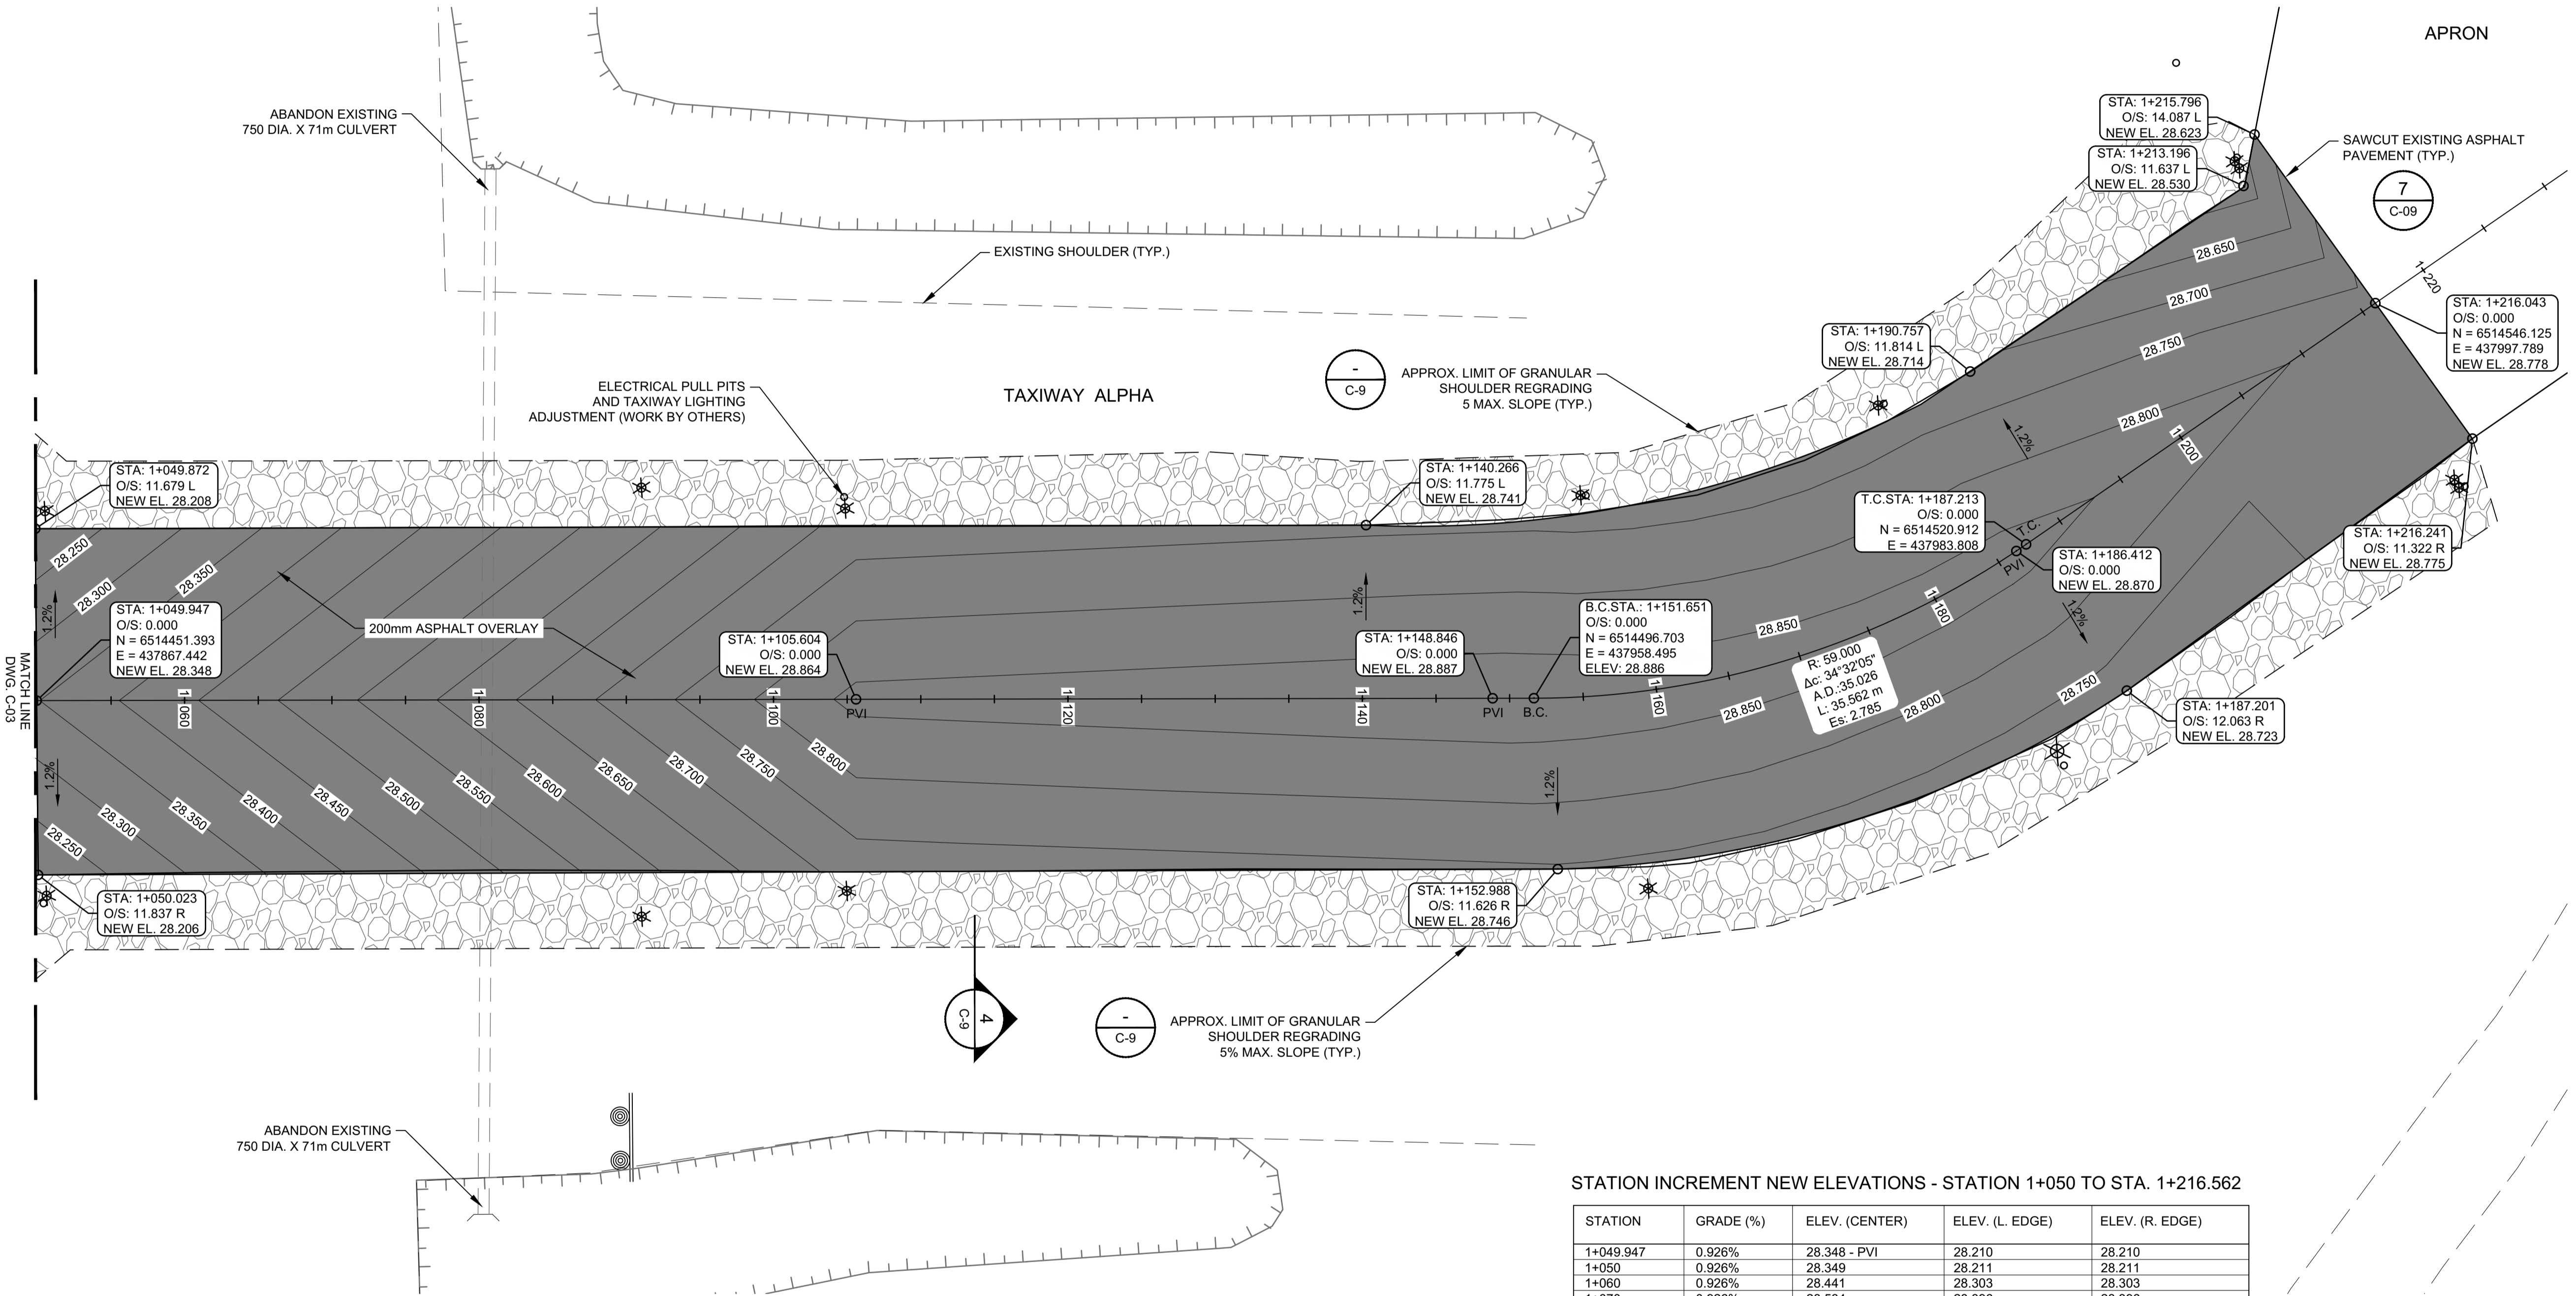 APRON
ABANDON EXISTING
750 DIA. X 71m CULVERT
STA: 1+215.796
O/S: 14.087 L
NEW EL. 28.623
STA: 1+213.196
O/S: 11.637 L
NEW EL. 28.530
SAWCUT EXISTING ASPHALT
PAVEMENT (TYP.)
7
C-09
EXISTING SHOULDER (TYP.)
28.650
28.700
28.750
28.800
1+220
STA: 1+216.043
O/S: 0.000
N = 6514546.125
E = 437997.789
NEW EL. 28.778
STA: 1+190.757
O/S: 11.814 L
NEW EL. 28.714
ELECTRICAL PULL PITS
AND TAXIWAY LIGHTING
ADJUSTMENT (WORK BY OTHERS)
TAXIWAY ALPHA
-
C-9
APPROX. LIMIT OF GRANULAR
SHOULDER REGRADING
5 MAX. SLOPE (TYP.)
1.2%
1+200
STA: 1+049.872
O/S: 11.679 L
NEW EL. 28.208
STA: 1+140.266
O/S: 11.775 L
NEW EL. 28.741
T.C.STA: 1+187.213
O/S: 0.000
N = 6514520.912
E = 437983.808
T.C.
PVI
STA: 1+186.412
O/S: 0.000
NEW EL. 28.870
STA: 1+216.241
O/S: 11.322 R
NEW EL. 28.775
28.250
28.300
28.350
1.2%
STA: 1+049.947
O/S: 0.000
N = 6514451.393
E = 437867.442
NEW EL. 28.348
200mm ASPHALT OVERLAY
STA: 1+105.604
O/S: 0.000
NEW EL. 28.864
1.2%
STA: 1+148.846
O/S: 0.000
NEW EL. 28.887
B.C.STA.: 1+151.651
O/S: 0.000
N = 6514496.703
E = 437958.495
ELEV: 28.886
28.850
1+180
1.2%
R: 59.000
Δc: 34°32'05"
A.D.:35.026
L: 35.562 m
Es: 2.785
MATCH LINE
DWG. C-03
1+060
1+080
1+100
PVI
1+120
1+140
PVI
B.C.
1+160
28.850
28.800
28.750
STA: 1+187.201
O/S: 12.063 R
NEW EL. 28.723
1.2%
28.250
28.300
28.350
28.400
28.450
28.500
28.550
28.600
28.650
28.700
28.750
28.800
1.2%
STA: 1+050.023
O/S: 11.837 R
NEW EL. 28.206
STA: 1+152.988
O/S: 11.626 R
NEW EL. 28.746
4
C-9
-
C-9
APPROX. LIMIT OF GRANULAR
SHOULDER REGRADING
5% MAX. SLOPE (TYP.)
ABANDON EXISTING
750 DIA. X 71m CULVERT
STATION INCREMENT NEW ELEVATIONS - STATION 1+050 TO STA. 1+216.562
STATION GRADE (%) ELEV. (CENTER) ELEV. (L. EDGE) ELEV. (R. EDGE)
1+049.947 0.926% 28.348 - PVI 28.210 28.210
1+050 0.926% 28.349 28.211 28.211
1+060 0.926% 28.441 28.303 28.303